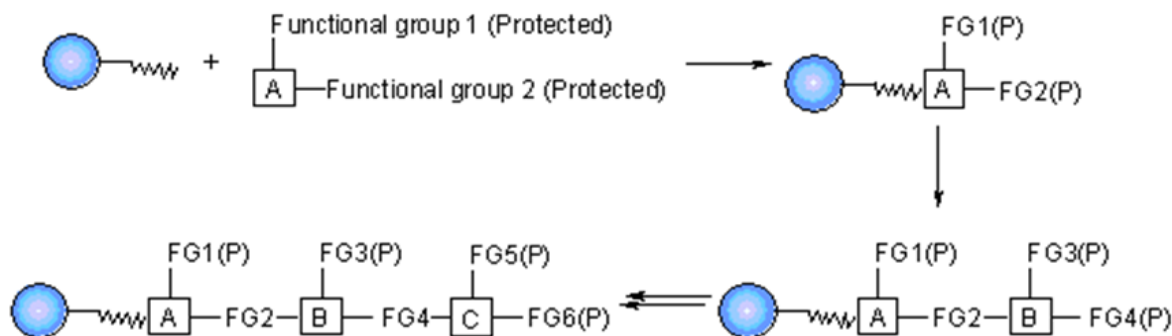 Functional group 1 (Protected)
+
A
Functional group 2 (Protected)
FG1(P)
A
FG2(P)
FG1(P)
FG3(P)
FG5(P)
A
FG2
B
FG4
C
FG6(P)
FG1(P)
FG3(P)
A
FG2
B
FG4(P)